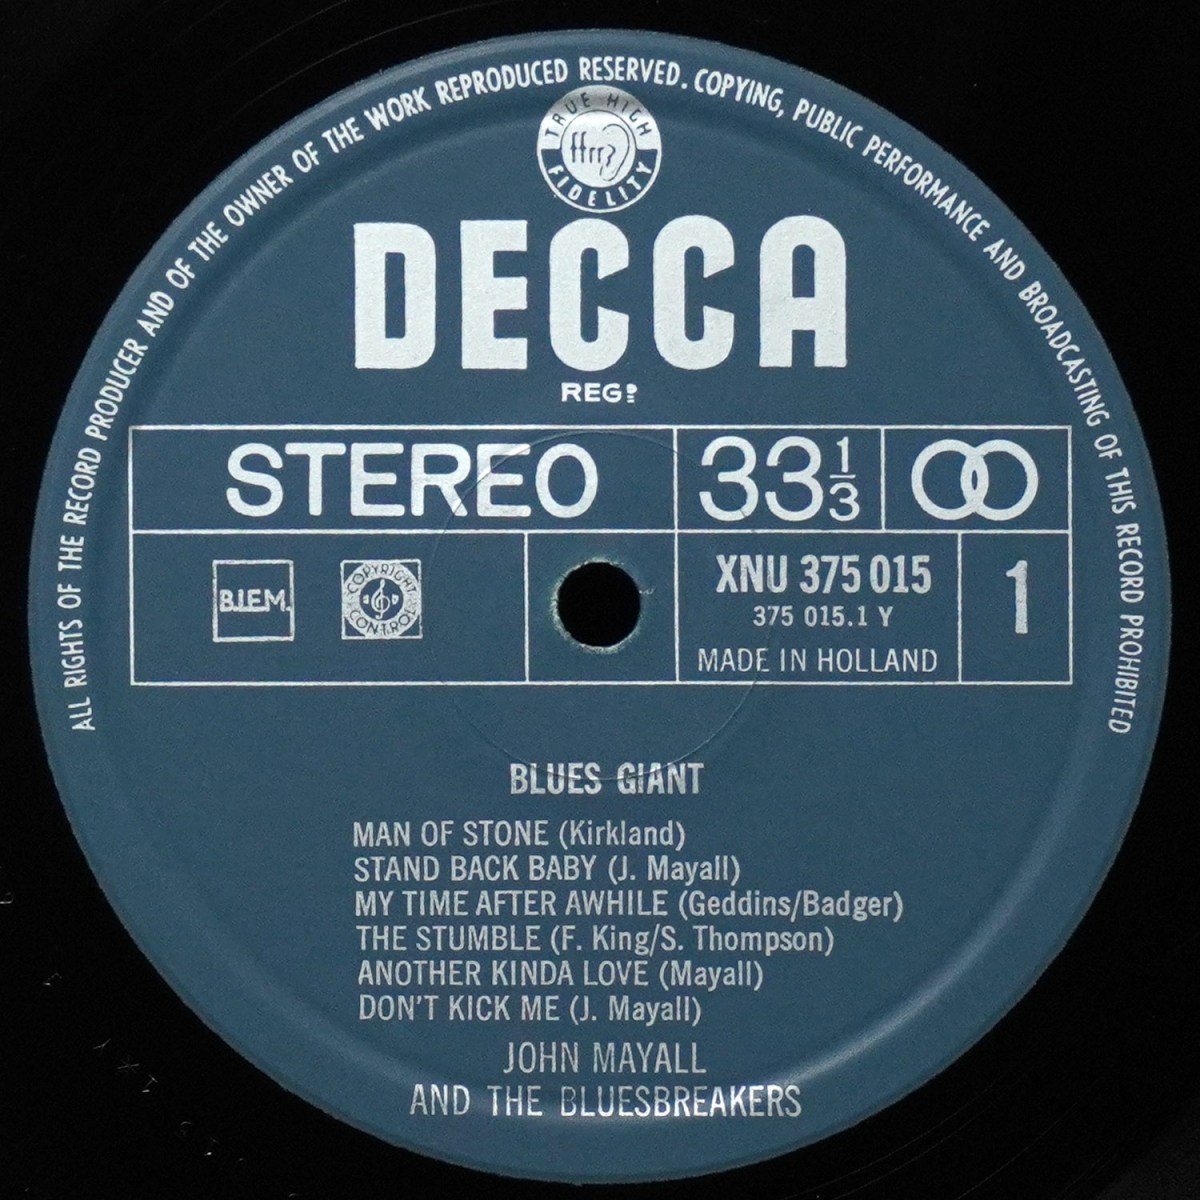 ALL RIGHTS OF THE RECORD PRODUCER AND OF THE OWNER OF THE WORK REPRODUCED RESERVED. COPYING, PUBLIC PERFORMANCE AND BROADCASTING OF THIS RECORD PROHIBITED
TRUE HIGH
ffrr
FIDELITY
DECCA
REGD
STEREO
33 1/3
B.I.E.M.
COPYRIGHT
CONTROL
XNU 375 015
375 015.1 Y
MADE IN HOLLAND
1
BLUES GIANT
MAN OF STONE (Kirkland)
STAND BACK BABY (J. Mayall)
MY TIME AFTER AWHILE (Geddins/Badger)
THE STUMBLE (F. King/S. Thompson)
ANOTHER KINDA LOVE (Mayall)
DON'T KICK ME (J. Mayall)
JOHN MAYALL
AND THE BLUESBREAKERS